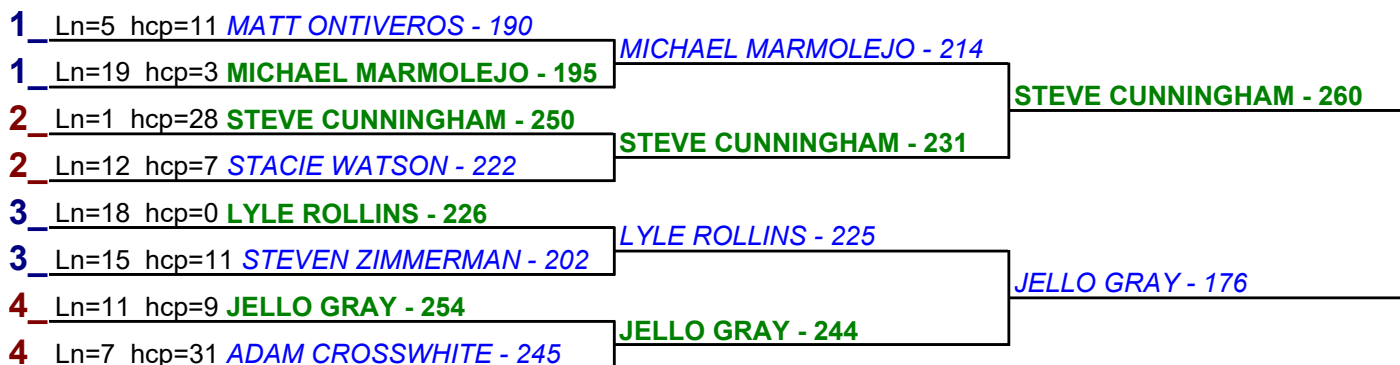 1_ Ln=5 hcp=11 MATT ONTIVEROS - 190
MICHAEL MARMOLEJO - 214
1_ Ln=19 hcp=3 MICHAEL MARMOLEJO - 195
STEVE CUNNINGHAM - 260
2_ Ln=1 hcp=28 STEVE CUNNINGHAM - 250
STEVE CUNNINGHAM - 231
2_ Ln=12 hcp=7 STACIE WATSON - 222
3_ Ln=18 hcp=0 LYLE ROLLINS - 226
LYLE ROLLINS - 225
3_ Ln=15 hcp=11 STEVEN ZIMMERMAN - 202
JELLO GRAY - 176
4_ Ln=11 hcp=9 JELLO GRAY - 254
JELLO GRAY - 244
4 Ln=7 hcp=31 ADAM CROSSWHITE - 245